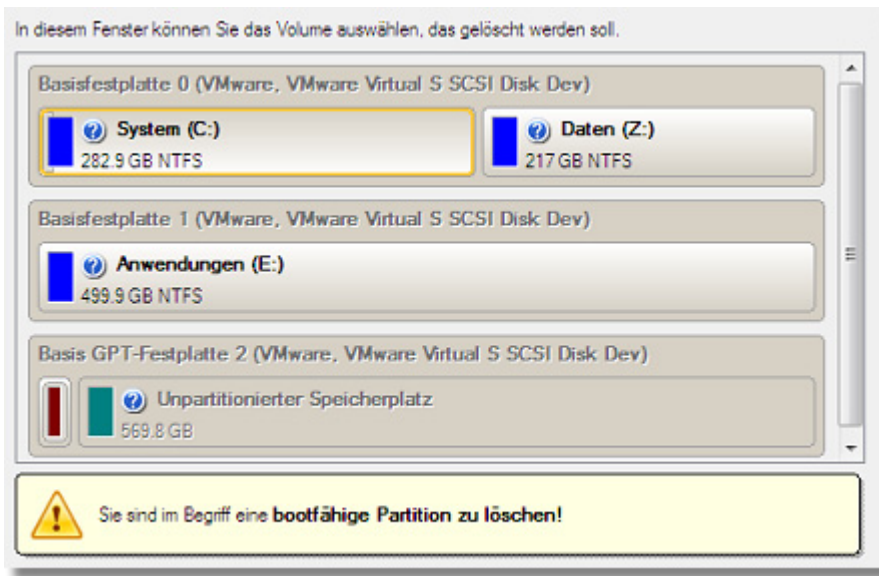 In diesem Fenster können Sie das Volume auswählen, das gelöscht werden soll.
Basisfestplatte 0 (VMware, VMware Virtual S SCSI Disk Dev)
System (C:)
282.9 GB NTFS
Daten (Z:)
217 GB NTFS
Basisfestplatte 1 (VMware, VMware Virtual S SCSI Disk Dev)
Anwendungen (E:)
499.9 GB NTFS
Basis GPT-Festplatte 2 (VMware, VMware Virtual S SCSI Disk Dev)
Unpartitionierter Speicherplatz
569.8 GB
Sie sind im Begriff eine bootfähige Partition zu löschen!